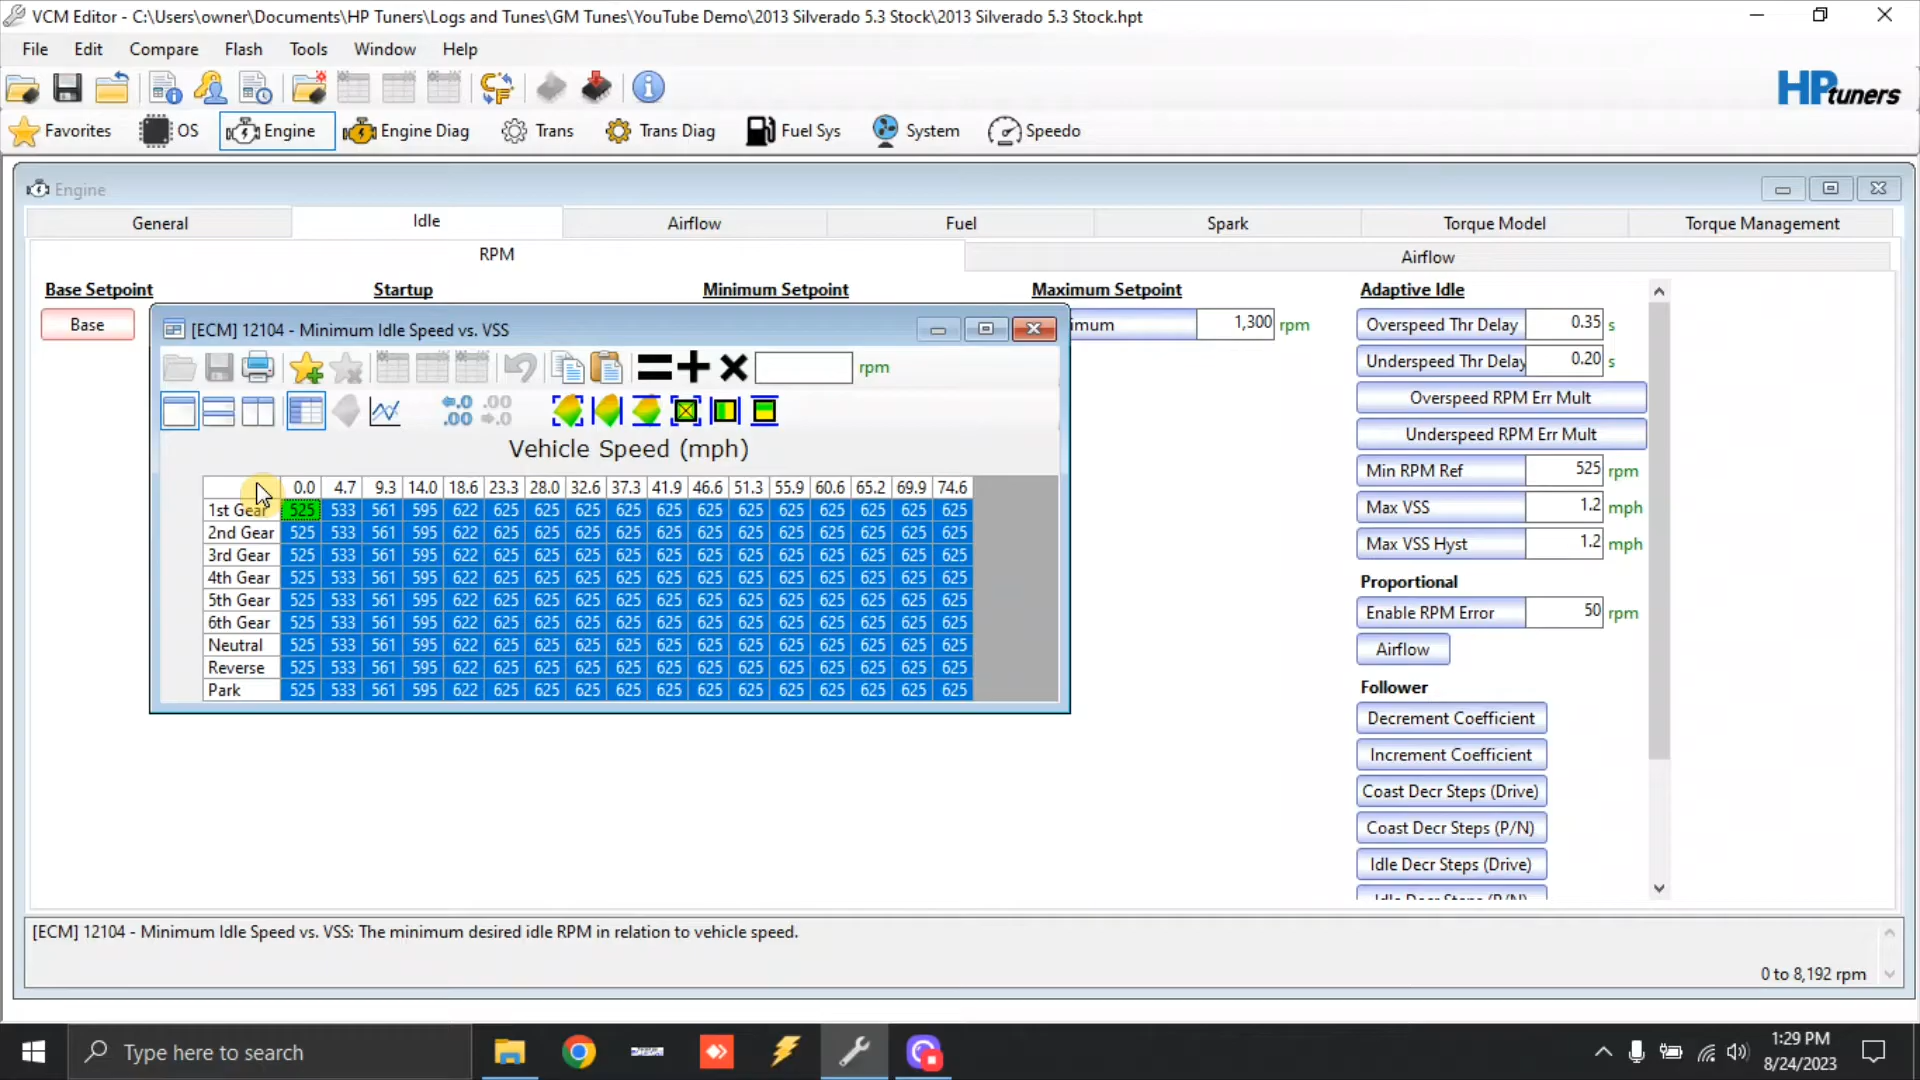 VCM Editor - C:\Users\owner\Documents\HP Tuners\Logs and Tunes\GM Tunes\YouTube Demo\2013 Silverado 5.3 Stock\2013 Silverado 5.3 Stock.hpt
File Edit Compare Flash Tools Window Help
HPtuners
Favorites OS Engine Engine Diag Trans Trans Diag Fuel Sys System Speedo
Engine
General Idle Airflow Fuel Spark Torque Model Torque Management
RPM Airflow
Base Setpoint Startup Minimum Setpoint Maximum Setpoint Adaptive Idle
Base
[ECM] 12104 - Minimum Idle Speed vs. VSS
imum 1,300 rpm
Overspeed Thr Delay 0.35 s
Underspeed Thr Delay 0.20 s
rpm
Overspeed RPM Err Mult
Underspeed RPM Err Mult
Vehicle Speed (mph)
Min RPM Ref 525 rpm
0.0 4.7 9.3 14.0 18.6 23.3 28.0 32.6 37.3 41.9 46.6 51.3 55.9 60.6 65.2 69.9 74.6
1st Gear 525 533 561 595 622 625 625 625 625 625 625 625 625 625 625 625 625
2nd Gear 525 533 561 595 622 625 625 625 625 625 625 625 625 625 625 625 625
3rd Gear 525 533 561 595 622 625 625 625 625 625 625 625 625 625 625 625 625
4th Gear 525 533 561 595 622 625 625 625 625 625 625 625 625 625 625 625 625
5th Gear 525 533 561 595 622 625 625 625 625 625 625 625 625 625 625 625 625
6th Gear 525 533 561 595 622 625 625 625 625 625 625 625 625 625 625 625 625
Neutral 525 533 561 595 622 625 625 625 625 625 625 625 625 625 625 625 625
Reverse 525 533 561 595 622 625 625 625 625 625 625 625 625 625 625 625 625
Park 525 533 561 595 622 625 625 625 625 625 625 625 625 625 625 625 625
Max VSS 1.2 mph
Max VSS Hyst 1.2 mph
Proportional
Enable RPM Error 50 rpm
Airflow
Follower
Decrement Coefficient
Increment Coefficient
Coast Decr Steps (Drive)
Coast Decr Steps (P/N)
Idle Decr Steps (Drive)
Idle Decr Steps (P/N)
[ECM] 12104 - Minimum Idle Speed vs. VSS: The minimum desired idle RPM in relation to vehicle speed.
0 to 8,192 rpm
Type here to search
1:29 PM
8/24/2023